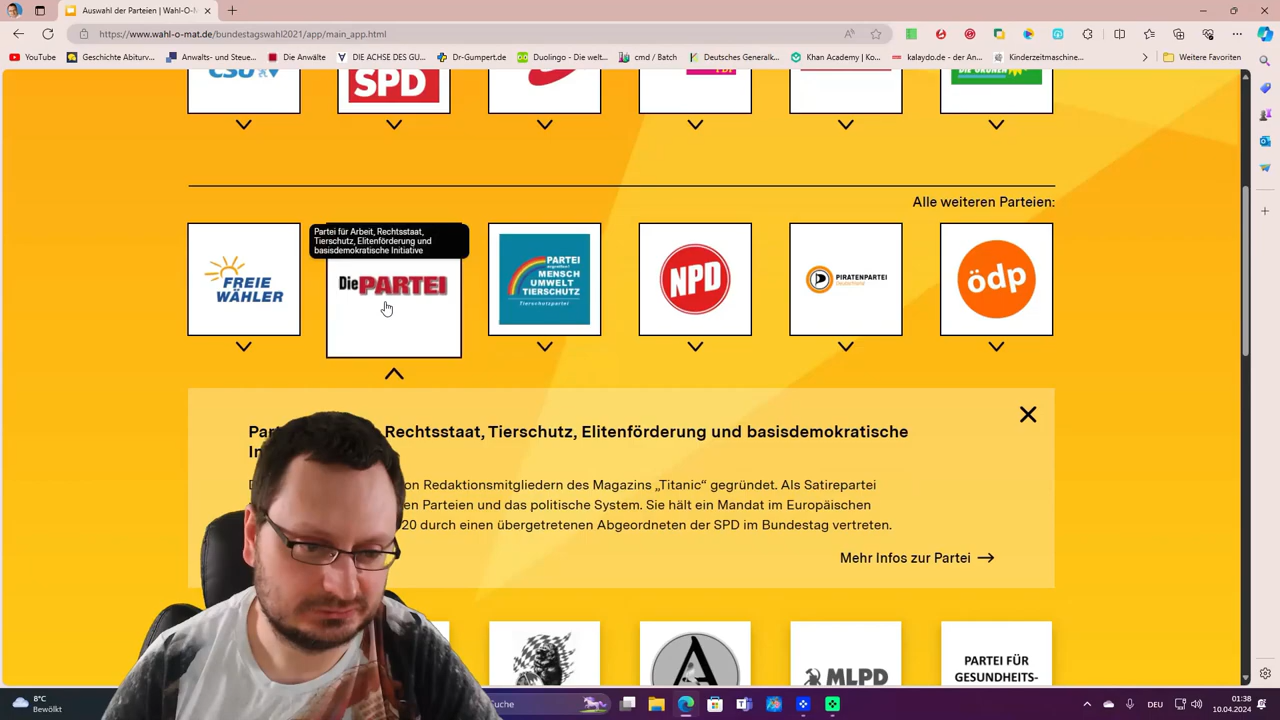 Auswahl der Parteien | Wahl-O-M
https://www.wahl-o-mat.de/bundestagswahl2021/app/main_app.html
YouTube
Geschichte Abiturv...
Anwalts- und Steue...
Die Anwälte
DIE ACHSE DES GU...
Dr-Gumpert.de
Duolingo - Die welt...
cmd / Batch
Deutsches Generalk...
Khan Academy | Ko...
kalaydo.de - der An...
Kinderzeitmaschine...
Weitere Favoriten
CSU
SPD
Alle weiteren Parteien:
FREIE
WÄHLER
Partei für Arbeit, Rechtsstaat,
Tierschutz, Elitenförderung und
basisdemokratische Initiative
Die PARTEI
PARTEI
MENSCH
UMWELT
TIERSCHUTZ
Tierschutzpartei
NPD
PIRATENPARTEI
Deutschland
ödp
Rechtsstaat, Tierschutz, Elitenförderung und basisdemokratische
on Redaktionsmitgliedern des Magazins „Titanic“ gegründet. Als Satirepartei
en Parteien und das politische System. Sie hält ein Mandat im Europäischen
20 durch einen übergetretenen Abgeordneten der SPD im Bundestag vertreten.
Mehr Infos zur Partei
MLPD
PARTEI FÜR
GESUNDHEITS-
8°C
Bewölkt
Suche
DEU
01:38
10.04.2024